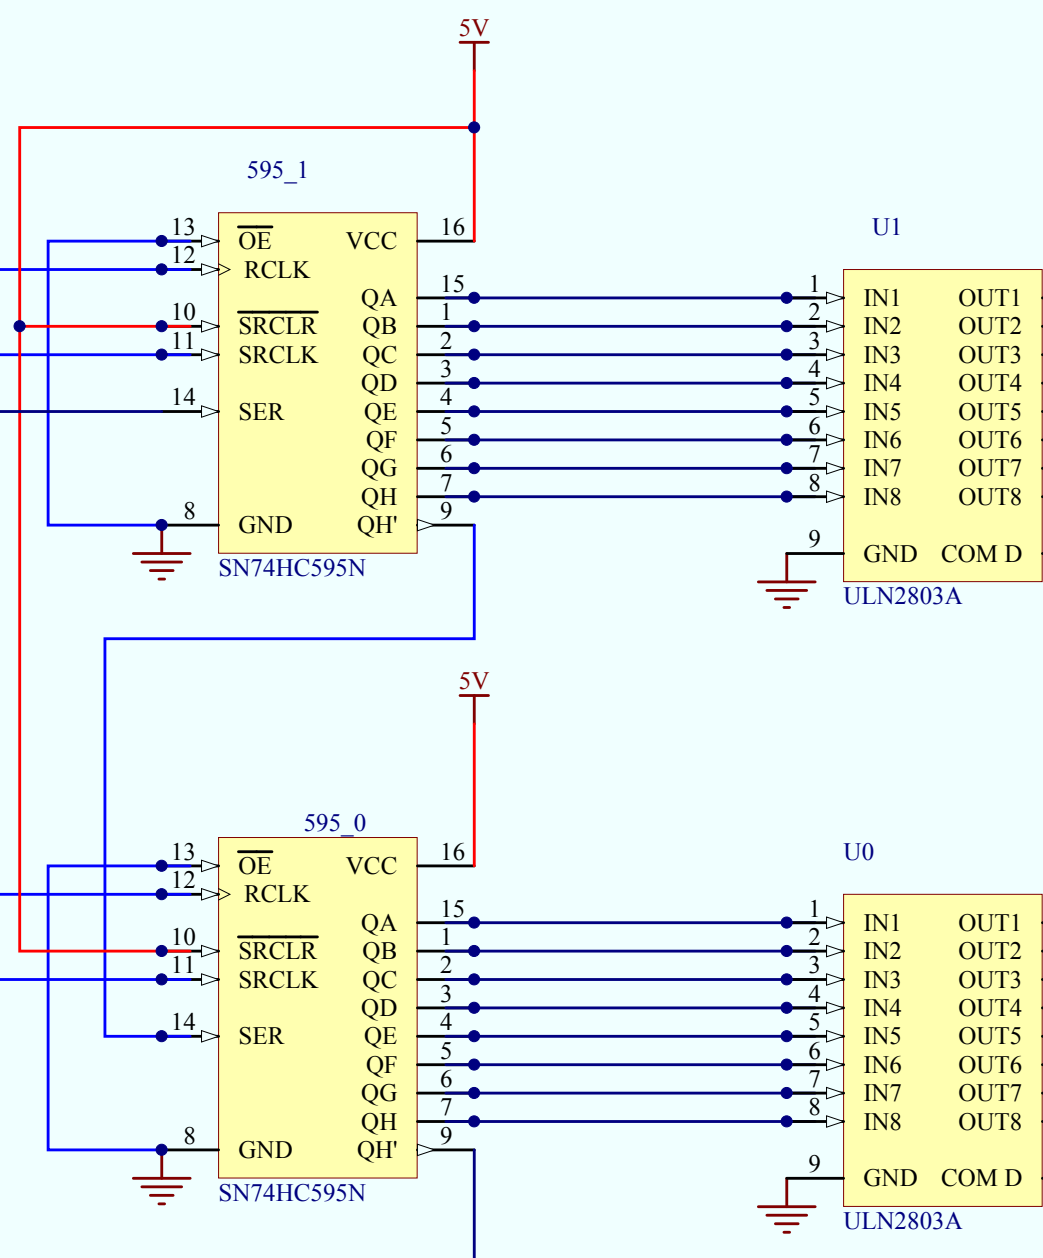 5V
595_1
U1
13 OE VCC 16
12 RCLK
QA 15 1 IN1 OUT1
10 SRCLR QB 1 2 IN2 OUT2
11 SRCLK QC 2 3 IN3 OUT3
QD 3 4 IN4 OUT4
14 SER QE 4 5 IN5 OUT5
QF 5 6 IN6 OUT6
QG 6 7 IN7 OUT7
QH 7 8 IN8 OUT8
8 GND QH' 9
9 GND COM D
SN74HC595N
ULN2803A
5V
595_0
U0
13 OE VCC 16
12 RCLK
QA 15 1 IN1 OUT1
10 SRCLR QB 1 2 IN2 OUT2
11 SRCLK QC 2 3 IN3 OUT3
QD 3 4 IN4 OUT4
14 SER QE 4 5 IN5 OUT5
QF 5 6 IN6 OUT6
QG 6 7 IN7 OUT7
QH 7 8 IN8 OUT8
8 GND QH' 9
9 GND COM D
SN74HC595N
ULN2803A